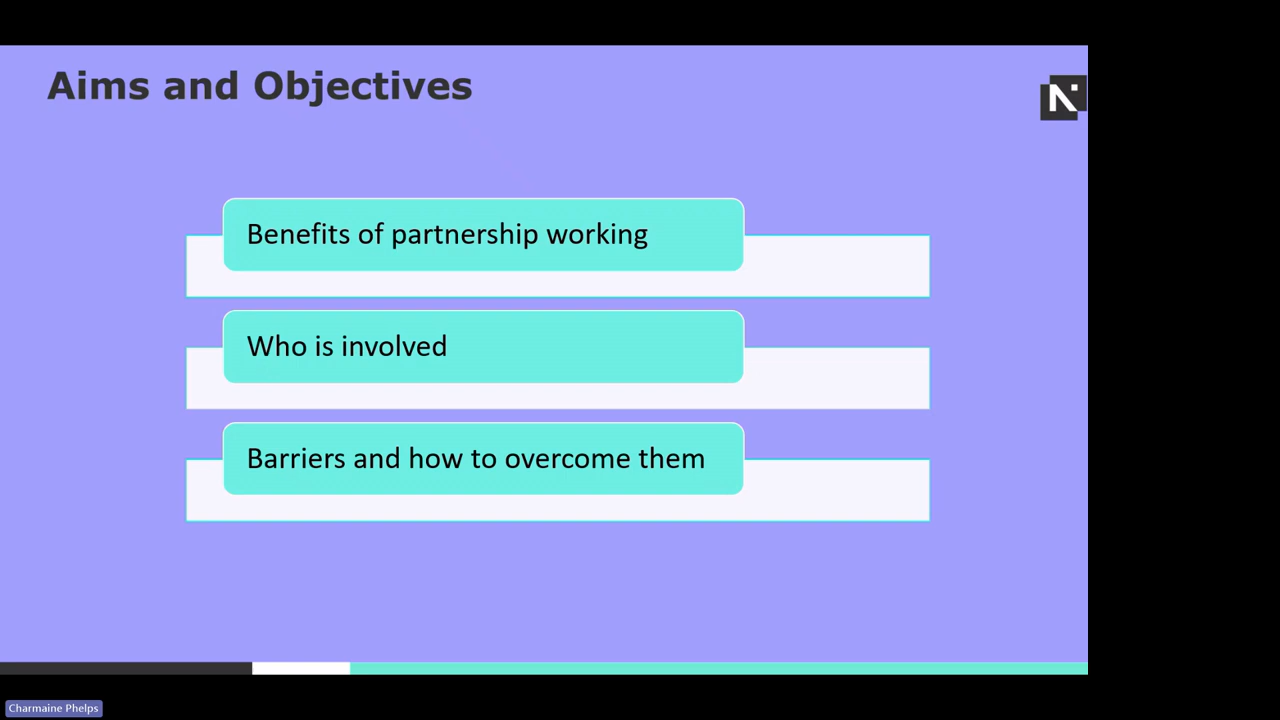 Aims and Objectives
N
Benefits of partnership working
Who is involved
Barriers and how to overcome them
Charmaine Phelps